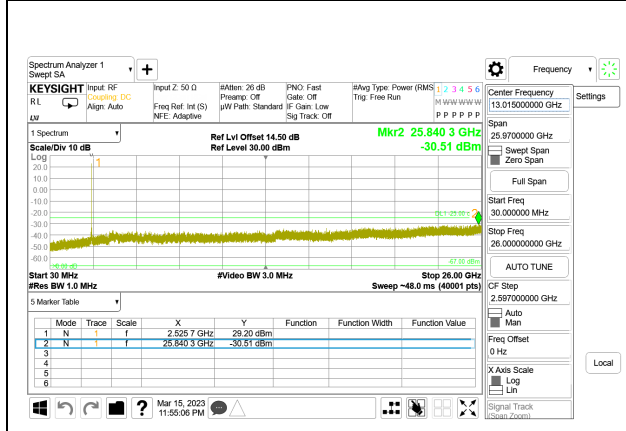 Spectrum Analyzer 1
Swept SA
+
Frequency
KEYSIGHT Input: RF
Coupling: DC
Align: Auto
RL
LXI
Input Z: 50 Ω
Freq Ref: Int (S)
NFE: Adaptive
#Atten: 26 dB
Preamp: Off
µW Path: Standard
PNO: Fast
Gate: Off
IF Gain: Low
Sig Track: Off
#Avg Type: Power (RMS
Trig: Free Run
1 2 3 4 5 6
M W W W W W
P P P P P P
1 Spectrum
Scale/Div 10 dB
Ref Lvl Offset 14.50 dB
Ref Level 30.00 dBm
Mkr2 25.840 3 GHz
-30.51 dBm
Log
20.0
10.0
0.00
-10.0
-20.0
-30.0
-40.0
-50.0
-60.0
1
2
-67.00 dBm
Start 30 MHz
#Res BW 1.0 MHz
#Video BW 3.0 MHz
Stop 26.00 GHz
Sweep ~48.0 ms (40001 pts)
5 Marker Table
Mode Trace Scale X Y Function Function Width Function Value
1 N 1 f 2.525 7 GHz 29.20 dBm
2 N 1 f 25.840 3 GHz -30.51 dBm
3
4
5
6
?
Mar 15, 2023
11:55:06 PM
Center Frequency
13.015000000 GHz
Settings
Span
25.9700000 GHz
Swept Span
Zero Span
Full Span
Start Freq
30.000000 MHz
Stop Freq
26.000000000 GHz
AUTO TUNE
CF Step
2.597000000 GHz
Auto
Man
Freq Offset
0 Hz
X Axis Scale
Log
Lin
Local
Signal Track
(Span Zoom)